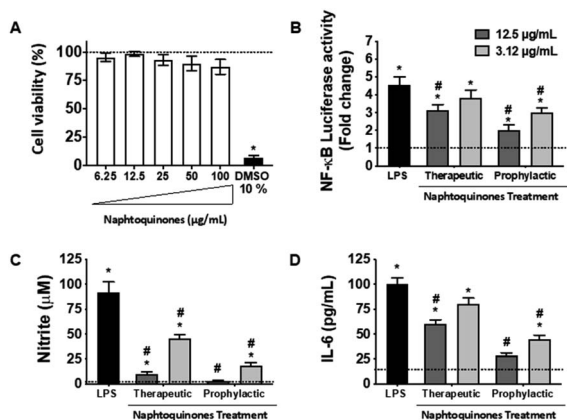 A
Cell viability (%)
125
100
75
50
25
0
*
6.25 12.5 25 50 100 DMSO
10 %
Naphtoquinones (µg/mL)
B
NF-κB Luciferase activity
(Fold change)
7
6
5
4
3
2
1
0
12.5 µg/mL
3.12 µg/mL
* # * * # * # *
LPS Therapeutic Prophylactic
Naphtoquinones Treatment
C
Nitrite (µM)
125
100
75
50
25
0
* # * # * # # *
LPS Therapeutic Prophylactic
Naphtoquinones Treatment
D
IL-6 (pg/mL)
125
100
75
50
25
0
* # * * # # *
LPS Therapeutic Prophylactic
Naphtoquinones Treatment